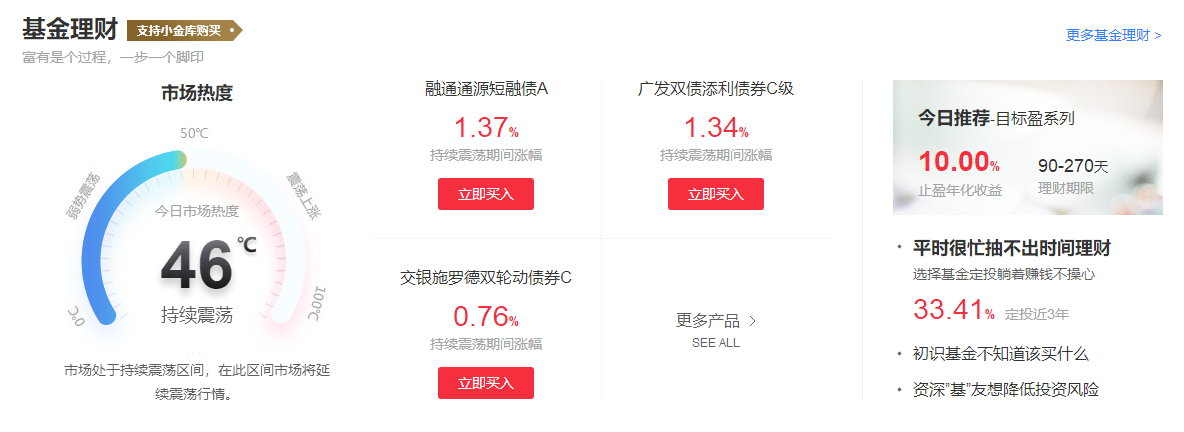 基金理财
支持小金库购买
更多基金理财 >
富有是个过程，一步一个脚印
市场热度
50℃
弱势震荡
震荡上涨
今日市场热度
46℃
持续震荡
0℃
100℃
市场处于持续震荡区间，在此区间市场将延
续震荡行情。
融通通源短融债A
1.37%
持续震荡期间涨幅
立即买入
广发双债添利债券C级
1.34%
持续震荡期间涨幅
立即买入
交银施罗德双轮动债券C
0.76%
持续震荡期间涨幅
立即买入
更多产品 >
SEE ALL
今日推荐-目标盈系列
10.00%
止盈年化收益
90-270天
理财期限
平时很忙抽不出时间理财
选择基金定投躺着赚钱不操心
33.41% 定投近3年
初识基金不知道该买什么
资深"基"友想降低投资风险